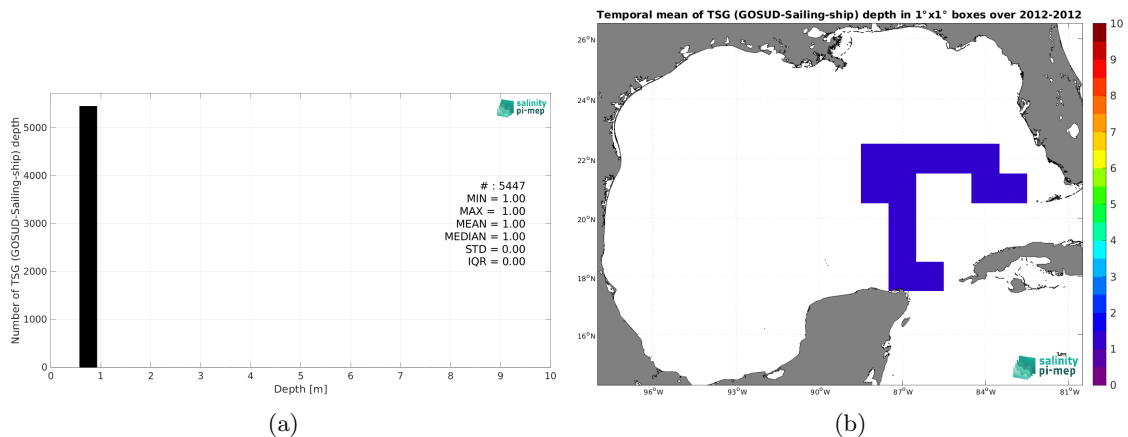 Number of TSG (GOSUD-Sailing-ship) depth
5000
4000
3000
2000
1000
0
0 1 2 3 4 5 6 7 8 9 10
Depth [m]
salinity
pi-mep
# : 5447
MIN = 1.00
MAX = 1.00
MEAN = 1.00
MEDIAN = 1.00
STD = 0.00
IQR = 0.00
(a)
Temporal mean of TSG (GOSUD-Sailing-ship) depth in 1°x1° boxes over 2012-2012
26°N
24°N
22°N
20°N
18°N
16°N
96°W 93°W 90°W 87°W 84°W 81°W
salinity
pi-mep
10
9
8
7
6
5
4
3
2
1
0
(b)